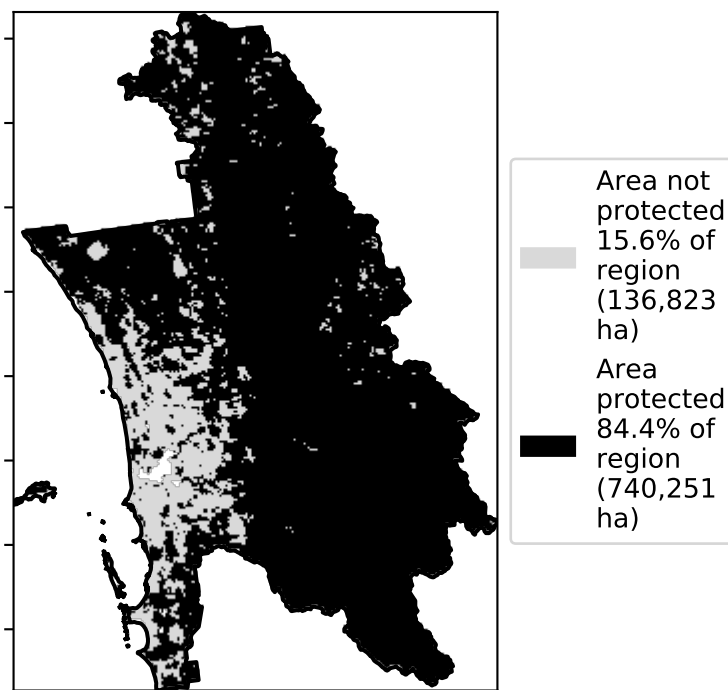 Area not
protected
15.6% of
region
(136,823
ha)
Area
protected
84.4% of
region
(740,251
ha)